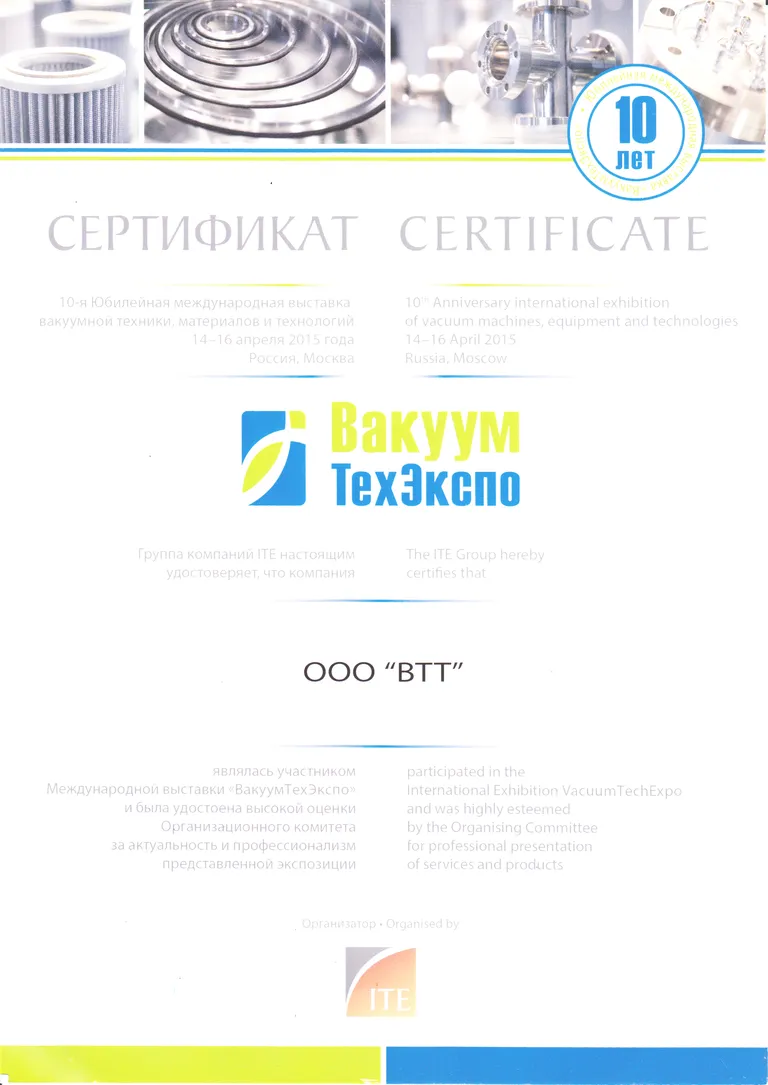 10
лет
СЕРТИФИКАТ
CERTIFICATE
10-я Юбилейная международная выставка
вакуумной техники, материалов и технологий
14–16 апреля 2015 года
Россия, Москва
10th Anniversary international exhibition
of vacuum machines, equipment and technologies
14–16 April 2015
Russia, Moscow
Вакуум
ТехЭкспо
Группа компаний ITE настоящим
удостоверяет, что компания
The ITE Group hereby
certifies that
ООО "ВТТ"
являлась участником
Международной выставки «ВакуумТехЭкспо»
и была удостоена высокой оценки
Организационного комитета
за актуальность и профессионализм
представленной экспозиции
participated in the
International Exhibition VacuumTechExpo
and was highly esteemed
by the Organising Committee
for professional presentation
of services and products
Организатор • Organised by
ITE